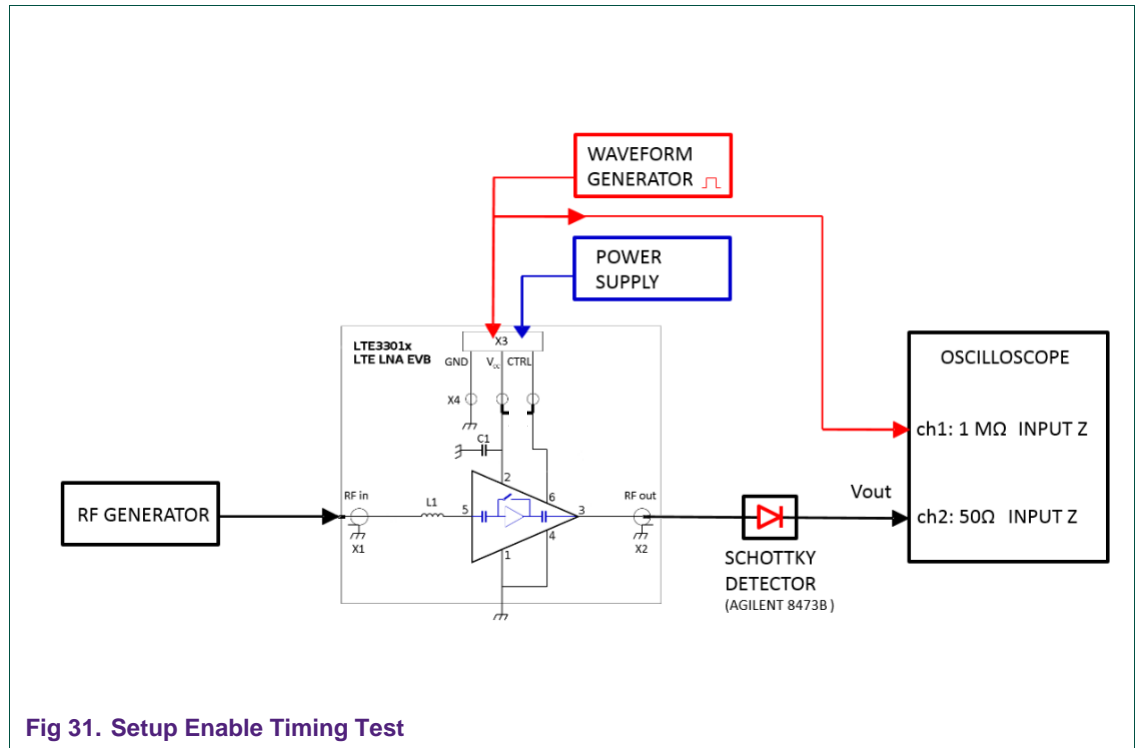 WAVEFORM
GENERATOR
POWER
SUPPLY
LTE3301x
LTE LNA EVB
X3
GND
Vcc
CTRL
X4
C1
2
6
RF in
L1
5
3
RF out
X1
1
4
X2
RF GENERATOR
SCHOTTKY
DETECTOR
(AGILENT 8473B)
Vout
OSCILLOSCOPE
ch1: 1 MΩ INPUT Z
ch2: 50Ω INPUT Z
Fig 31. Setup Enable Timing Test